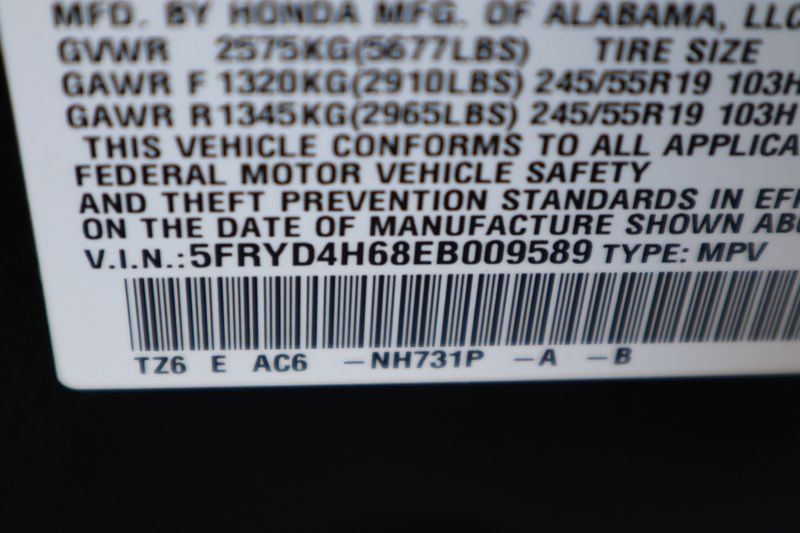 MFD. BY HONDA MFG. OF ALABAMA, LLC
GVWR 2575KG(5677LBS) TIRE SIZE
GAWR F 1320KG(2910LBS) 245/55R19 103H
GAWR R 1345KG(2965LBS) 245/55R19 103H
THIS VEHICLE CONFORMS TO ALL APPLICA
FEDERAL MOTOR VEHICLE SAFETY
AND THEFT PREVENTION STANDARDS IN EFF
ON THE DATE OF MANUFACTURE SHOWN ABO
V.I.N.: 5FRYD4H68EB009589 TYPE: MPV
TZ6 E AC6 -NH731P -A -B